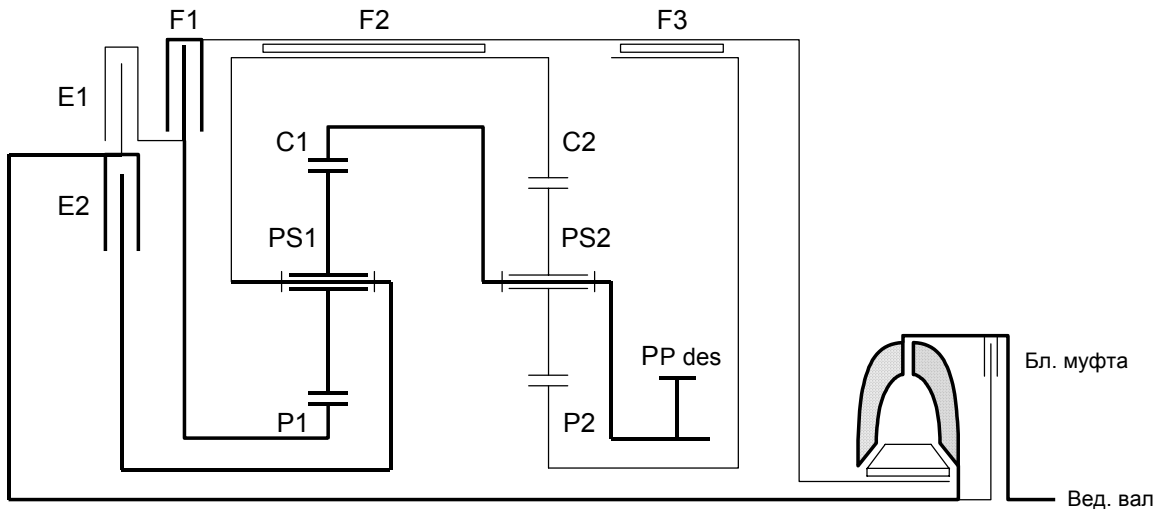 F1
F2
F3
E1
C1
C2
E2
PS1
PS2
PP des
Бл. муфта
P1
P2
Вед. вал